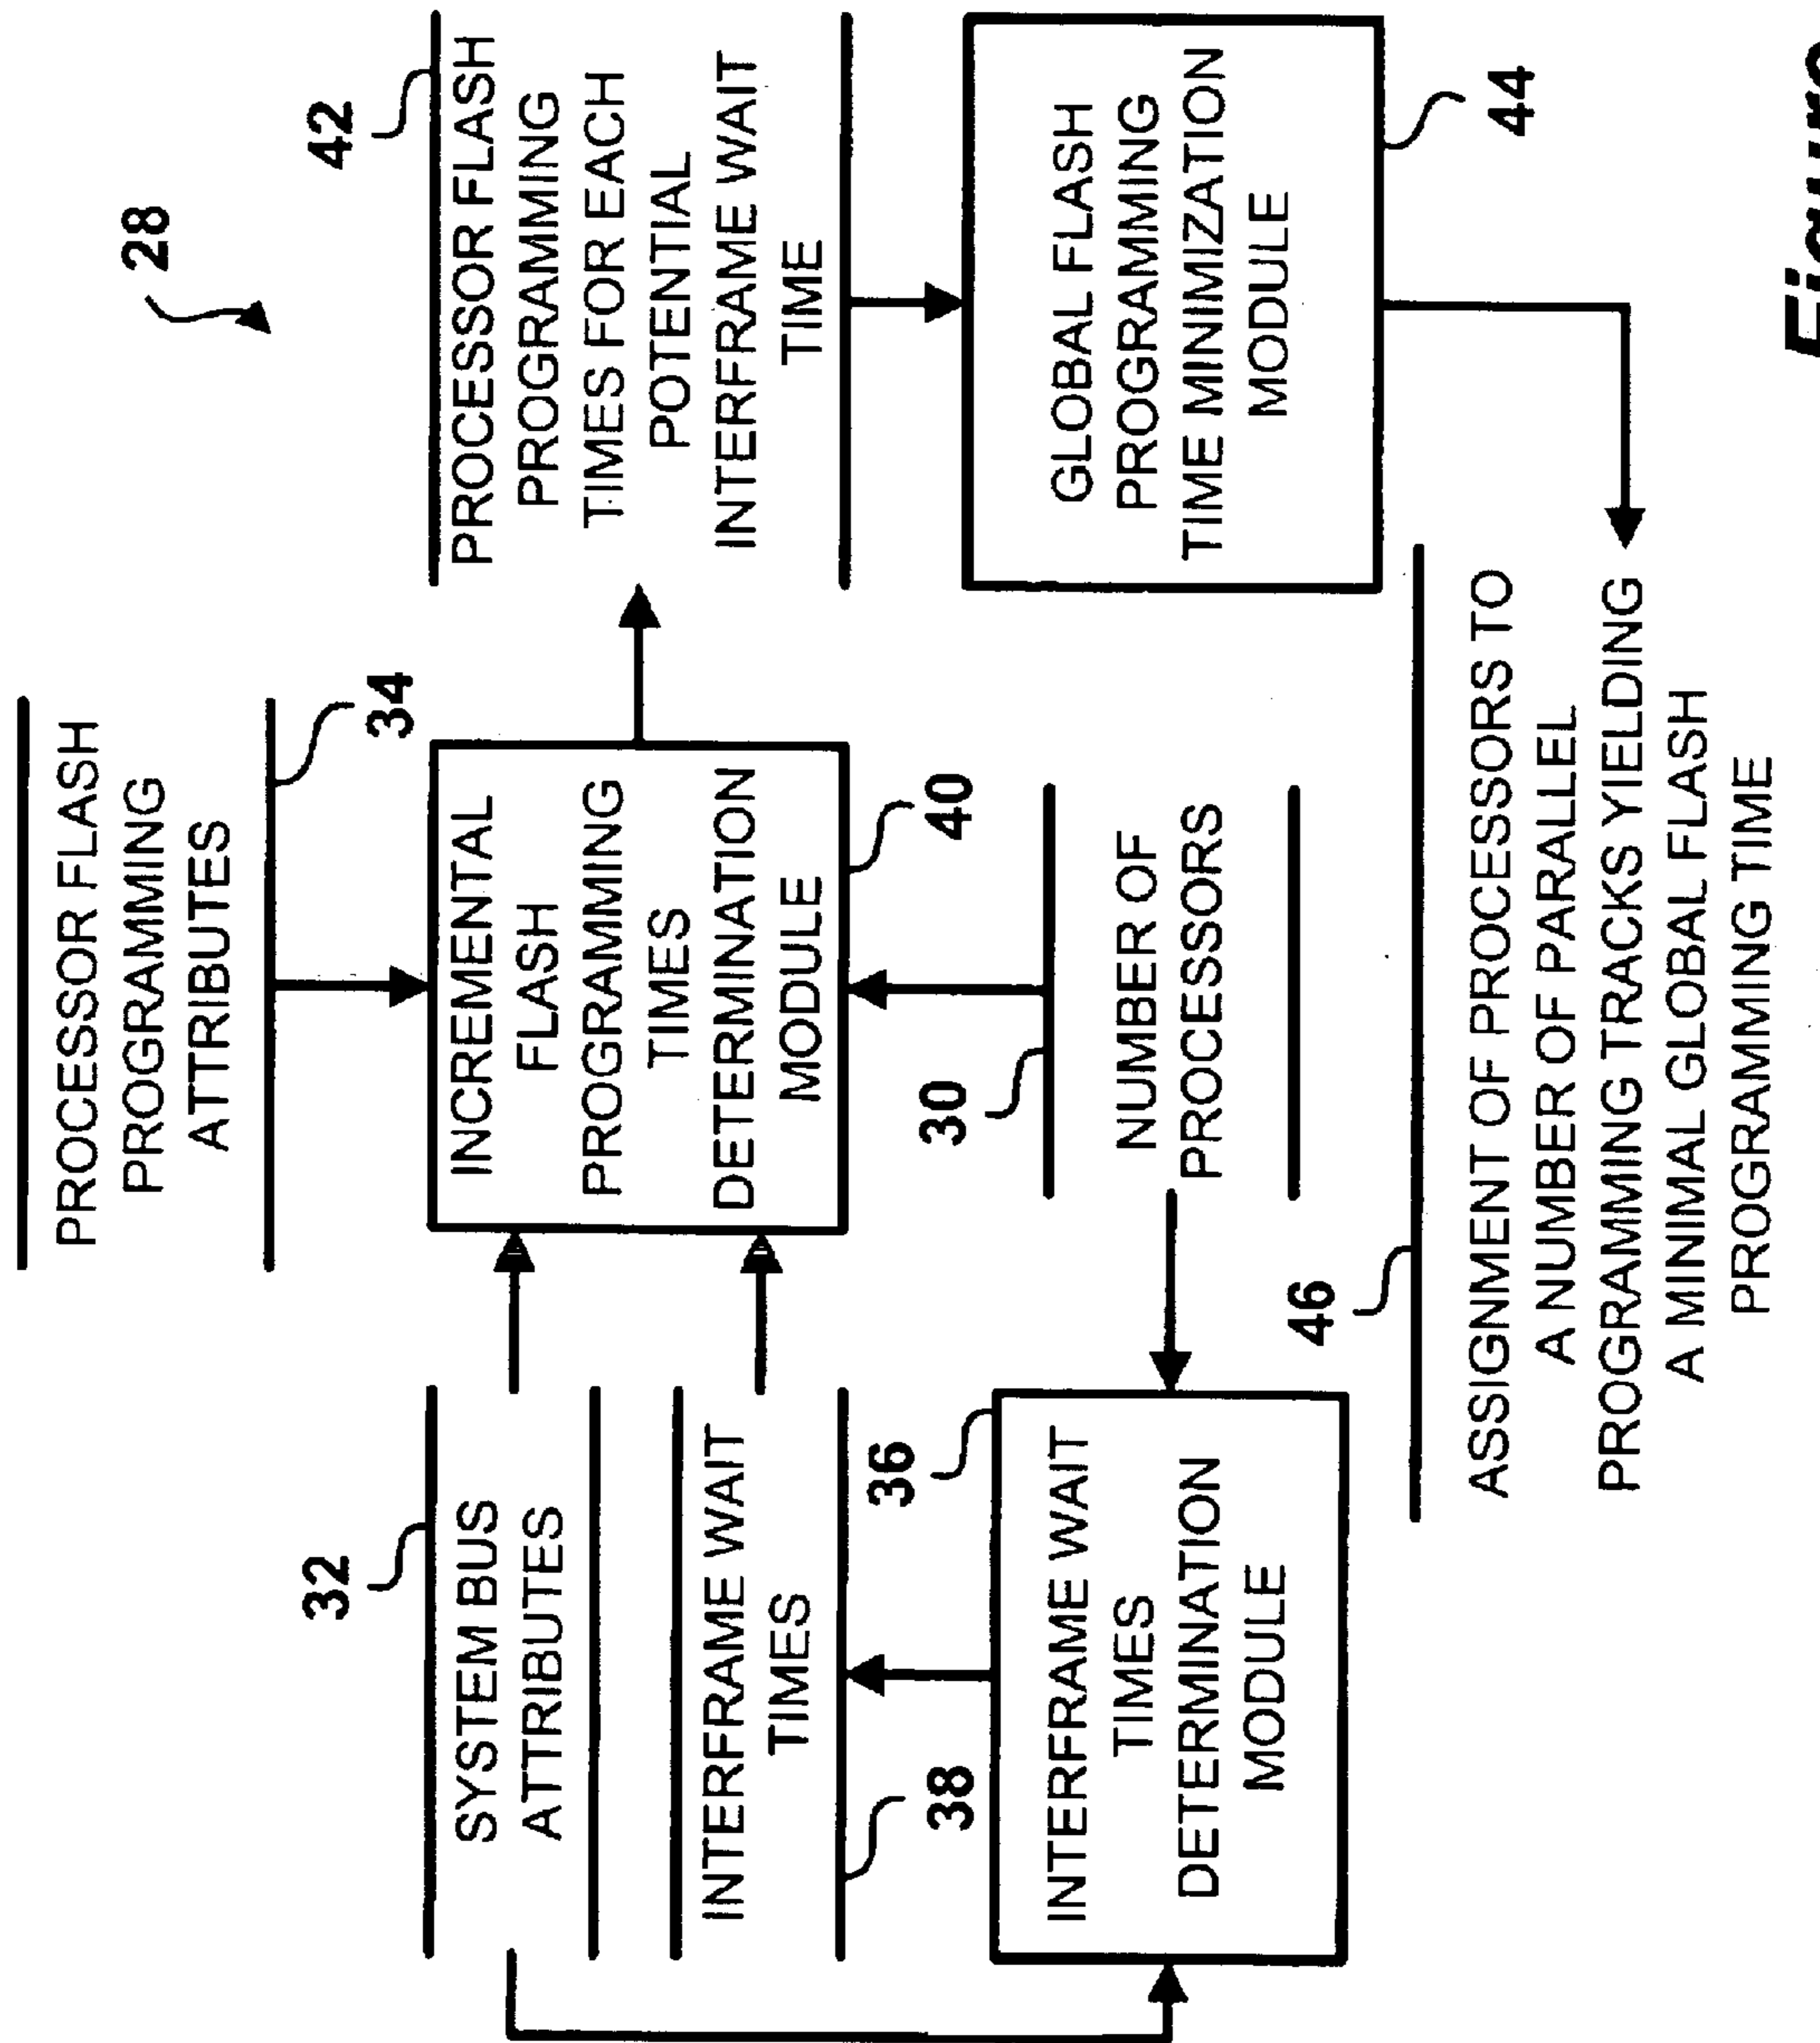 28
PROCESSOR FLASH
PROGRAMMING
ATTRIBUTES
34
32
SYSTEM BUS
ATTRIBUTES
INTERFRAME WAIT
TIMES
38
36
INTERFRAME WAIT
TIMES
DETERMINATION
MODULE
INCREMENTAL
FLASH
PROGRAMMING
TIMES
DETERMINATION
MODULE
40
30
NUMBER OF
PROCESSORS
42
PROCESSOR FLASH
PROGRAMMING
TIMES FOR EACH
POTENTIAL
INTERFRAME WAIT
TIME
GLOBAL FLASH
PROGRAMMING
TIME MINIMIZATION
MODULE
44
46
ASSIGNMENT OF PROCESSORS TO
A NUMBER OF PARALLEL
PROGRAMMING TRACKS YIELDING
A MINIMAL GLOBAL FLASH
PROGRAMMING TIME
Figure